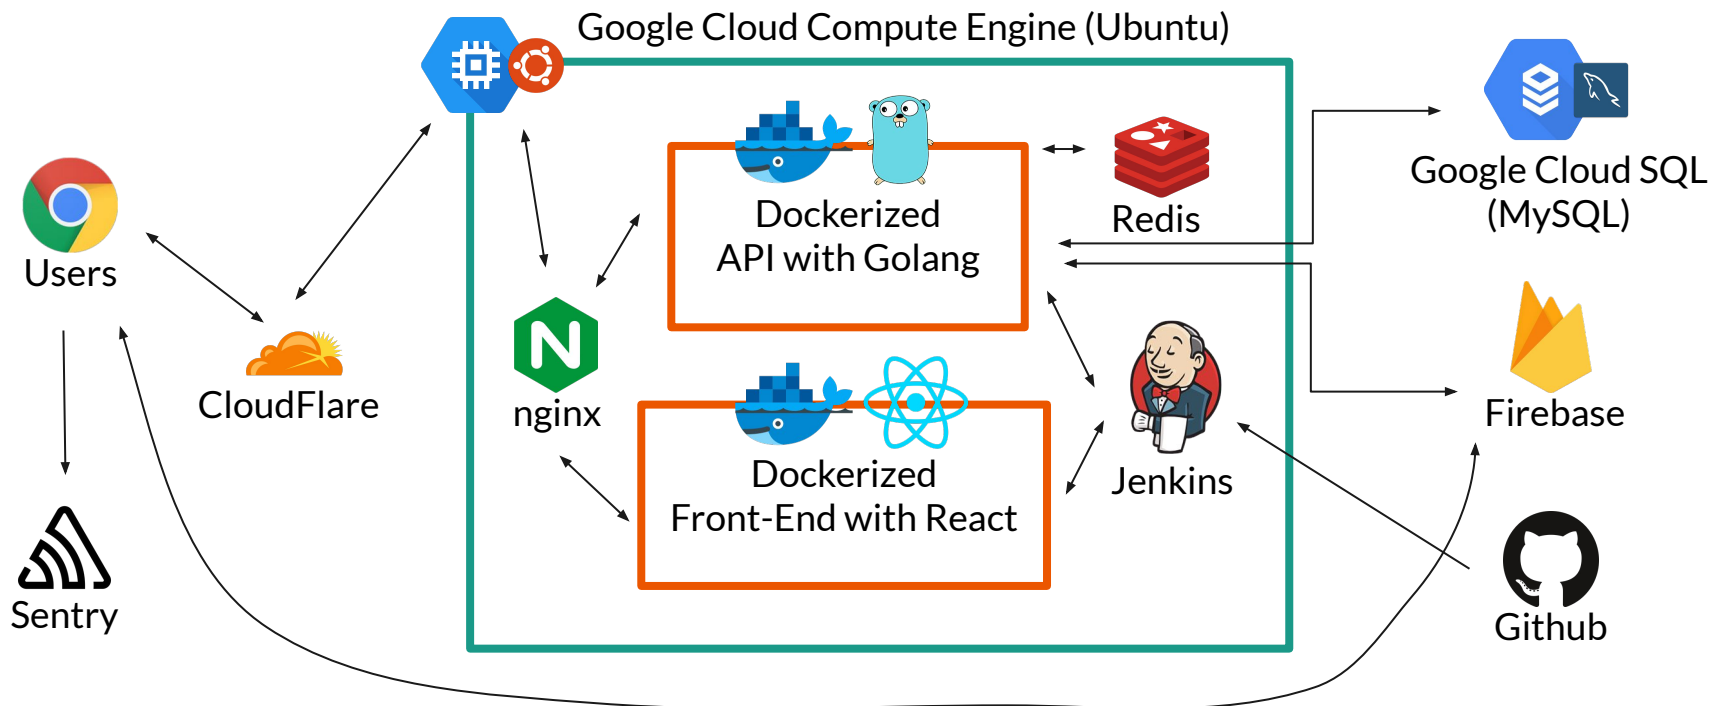 Google Cloud Compute Engine (Ubuntu)
Users
CloudFlare
Sentry
nginx
Dockerized
API with Golang
Redis
Dockerized
Front-End with React
Jenkins
Google Cloud SQL
(MySQL)
Firebase
Github